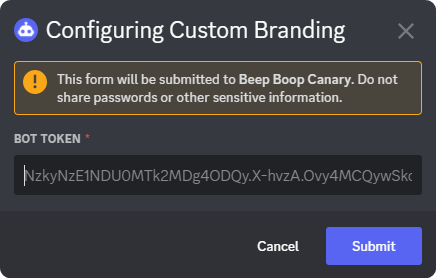 Configuring Custom Branding
This form will be submitted to Beep Boop Canary. Do not
share passwords or other sensitive information.
BOT TOKEN *
NzkyNzE1NDU0MTk2MDg4ODQy.X-hvzA.Ovy4MCQywSkc
Cancel
Submit